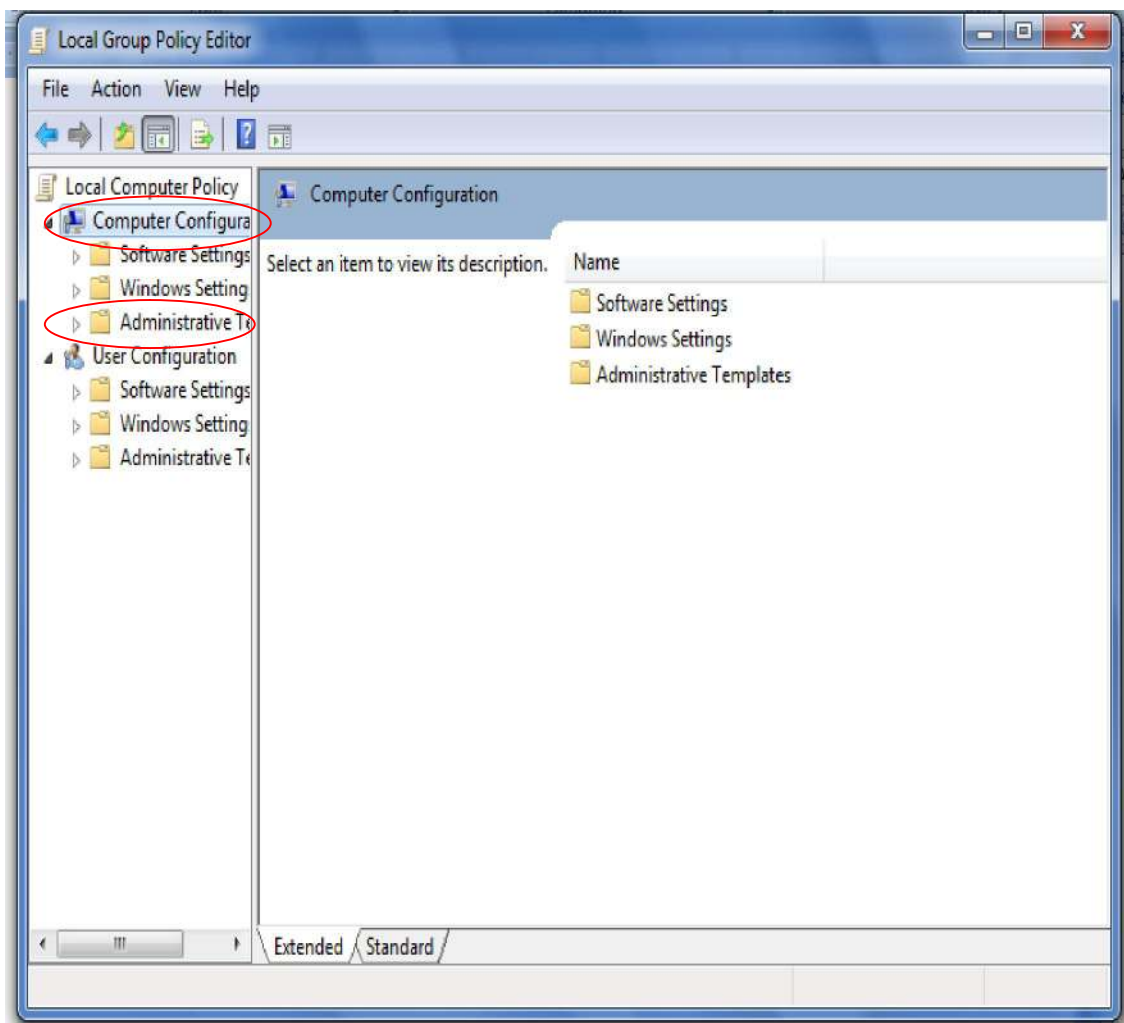 Local Group Policy Editor
File Action View Help
Local Computer Policy
Computer Configura
Software Settings
Windows Setting
Administrative Te
User Configuration
Software Settings
Windows Setting
Administrative Te
Computer Configuration
Select an item to view its description.
Name
Software Settings
Windows Settings
Administrative Templates
Extended Standard